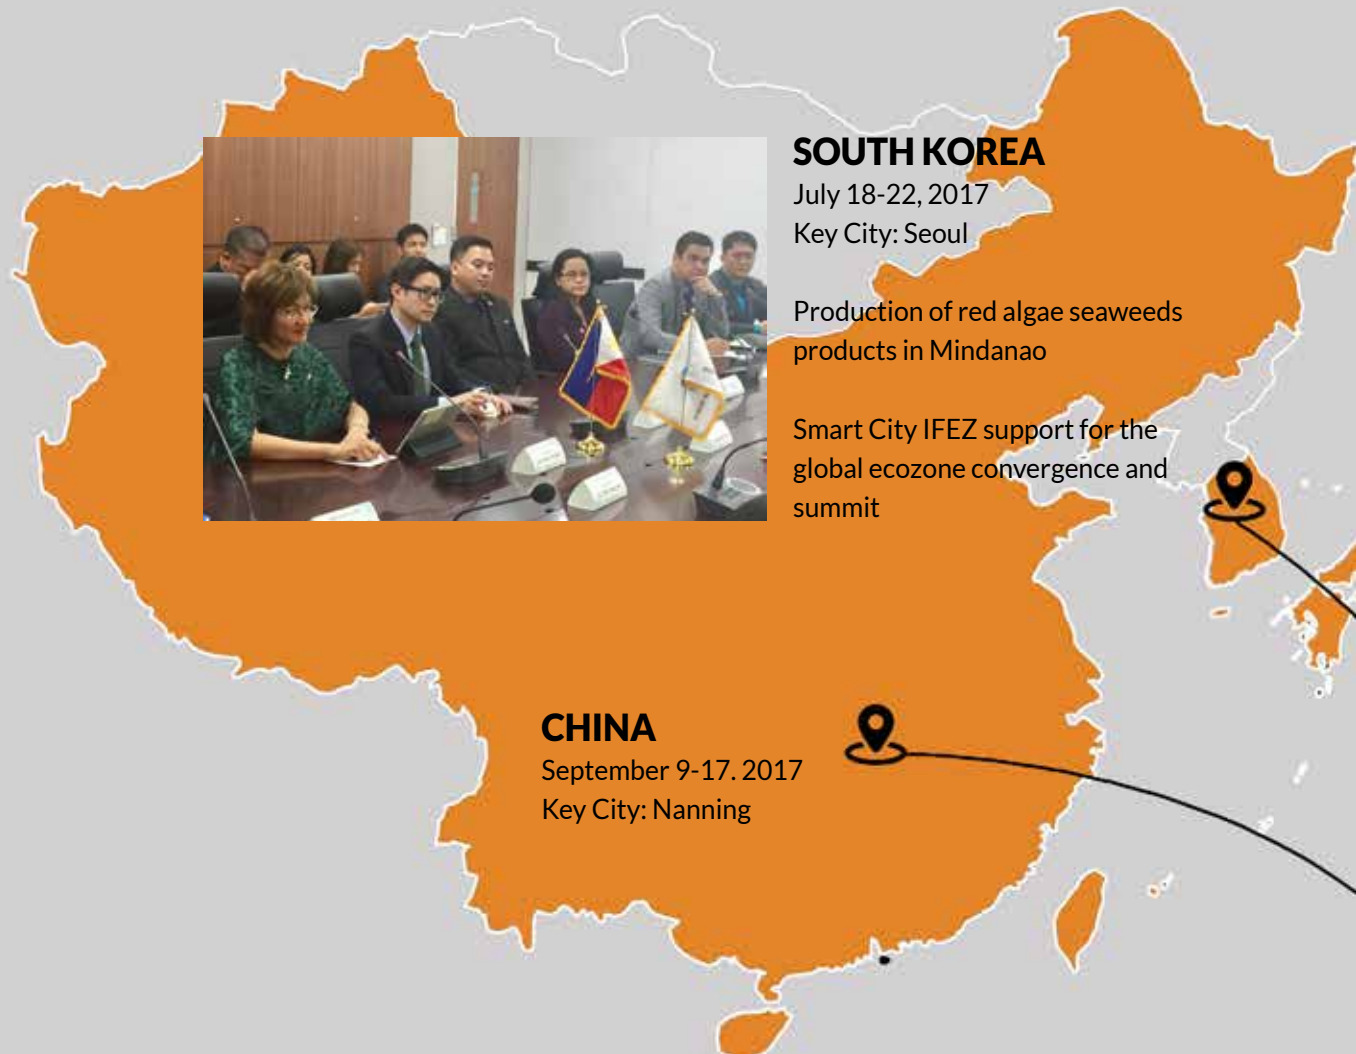 SOUTH KOREA
July 18-22, 2017
Key City: Seoul
Production of red algae seaweeds
products in Mindanao
Smart City IFEZ support for the
global ecozone convergence and
summit
CHINA
September 9-17. 2017
Key City: Nanning